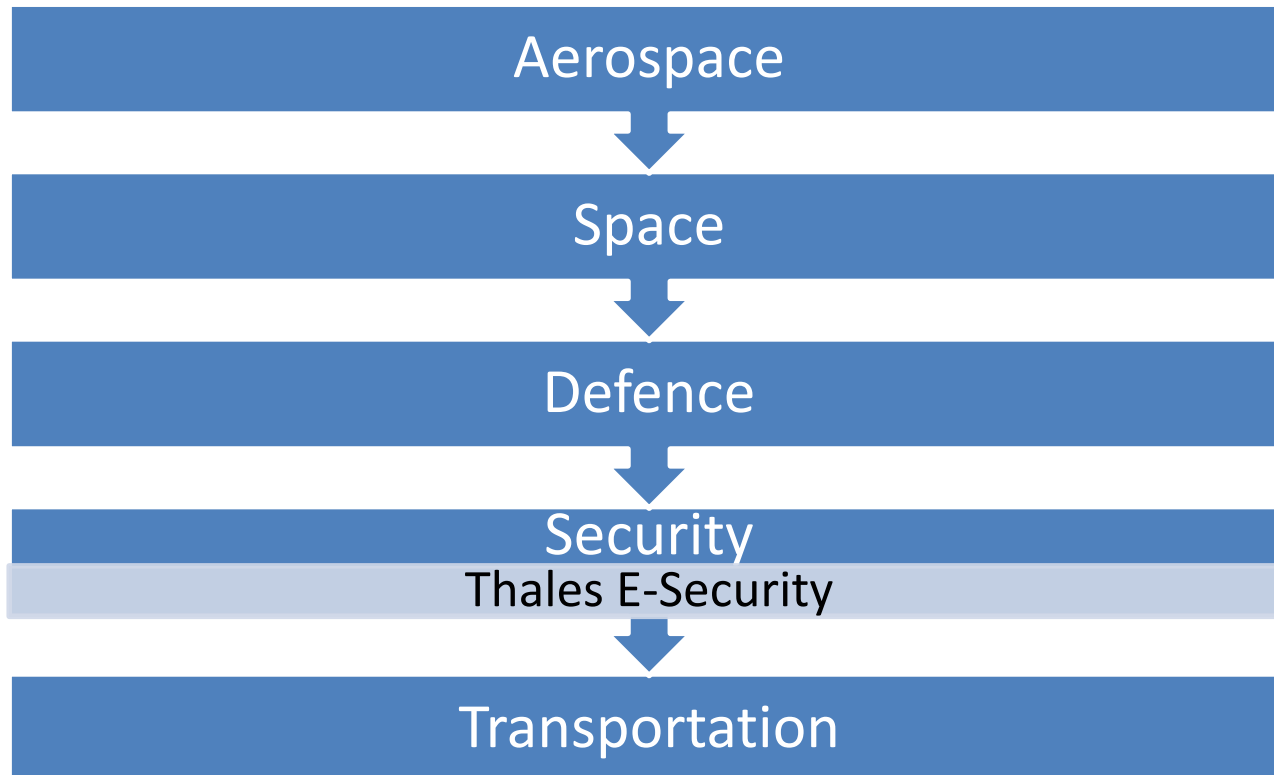 Aerospace
Space
Defence
Security
Thales E-Security
Transportation